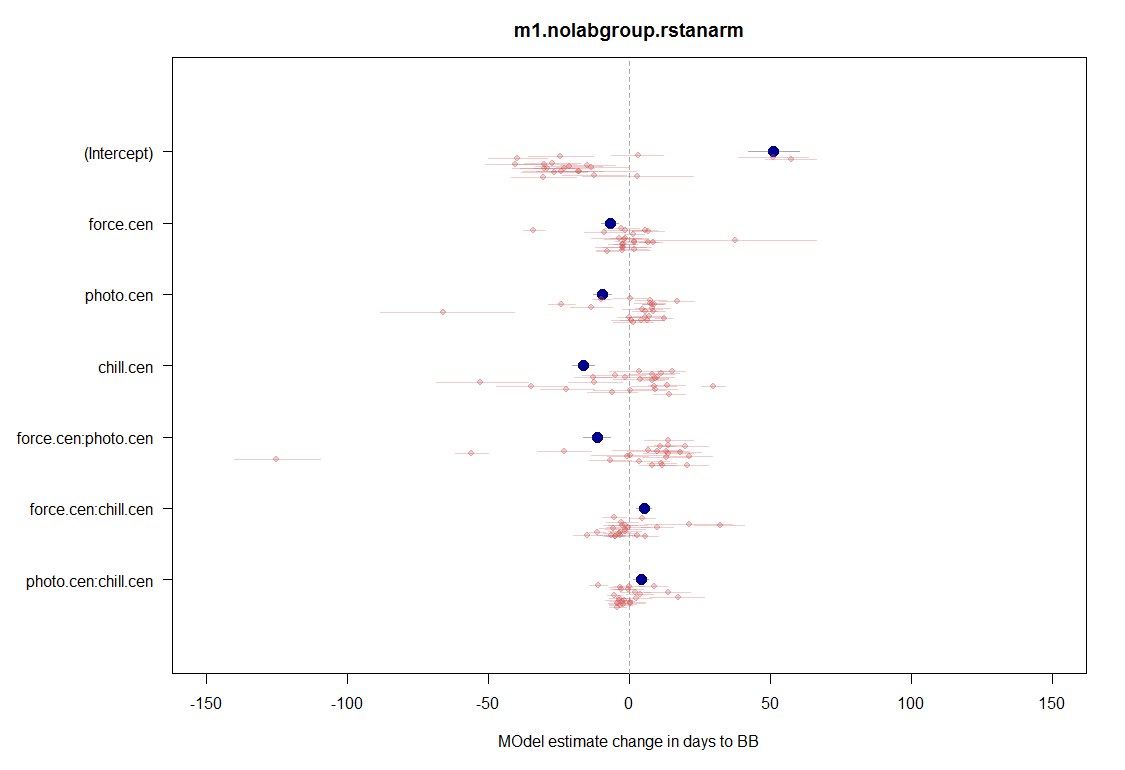 m1.nolabgroup.rstanarm
(Intercept)
force.cen
photo.cen
chill.cen
force.cen:photo.cen
force.cen:chill.cen
photo.cen:chill.cen
-150 -100 -50 0 50 100 150
MOdel estimate change in days to BB